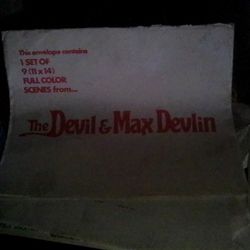 This envelope contains
1 SET OF
9 (11 x 14)
FULL COLOR
SCENES from...
The Devil & Max Devlin